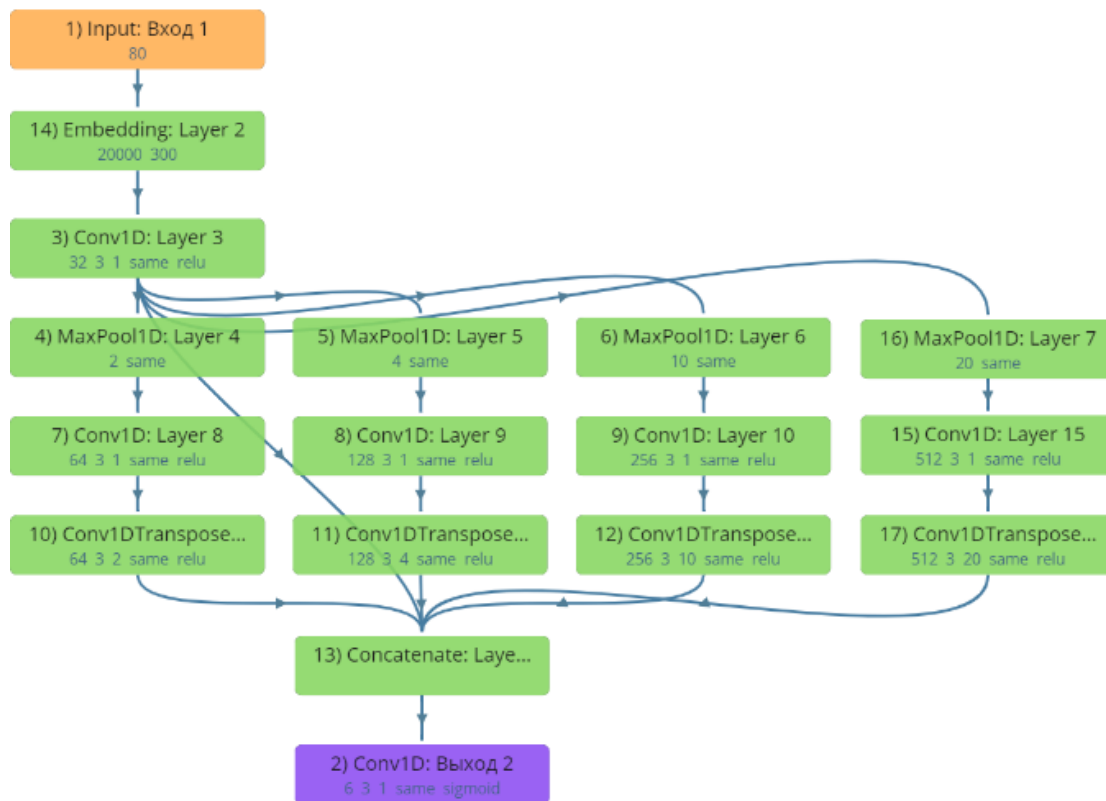 1) Input: Вход 1
80
14) Embedding: Layer 2
20000 300
3) Conv1D: Layer 3
32 3 1 same relu
4) MaxPool1D: Layer 4
2 same
5) MaxPool1D: Layer 5
4 same
6) MaxPool1D: Layer 6
10 same
16) MaxPool1D: Layer 7
20 same
7) Conv1D: Layer 8
64 3 1 same relu
8) Conv1D: Layer 9
128 3 1 same relu
9) Conv1D: Layer 10
256 3 1 same relu
15) Conv1D: Layer 15
512 3 1 same relu
10) Conv1DTranspose...
64 3 2 same relu
11) Conv1DTranspose...
128 3 4 same relu
12) Conv1DTranspose...
256 3 10 same relu
17) Conv1DTranspose...
512 3 20 same relu
13) Concatenate: Laye...
2) Conv1D: Выход 2
6 3 1 same sigmoid